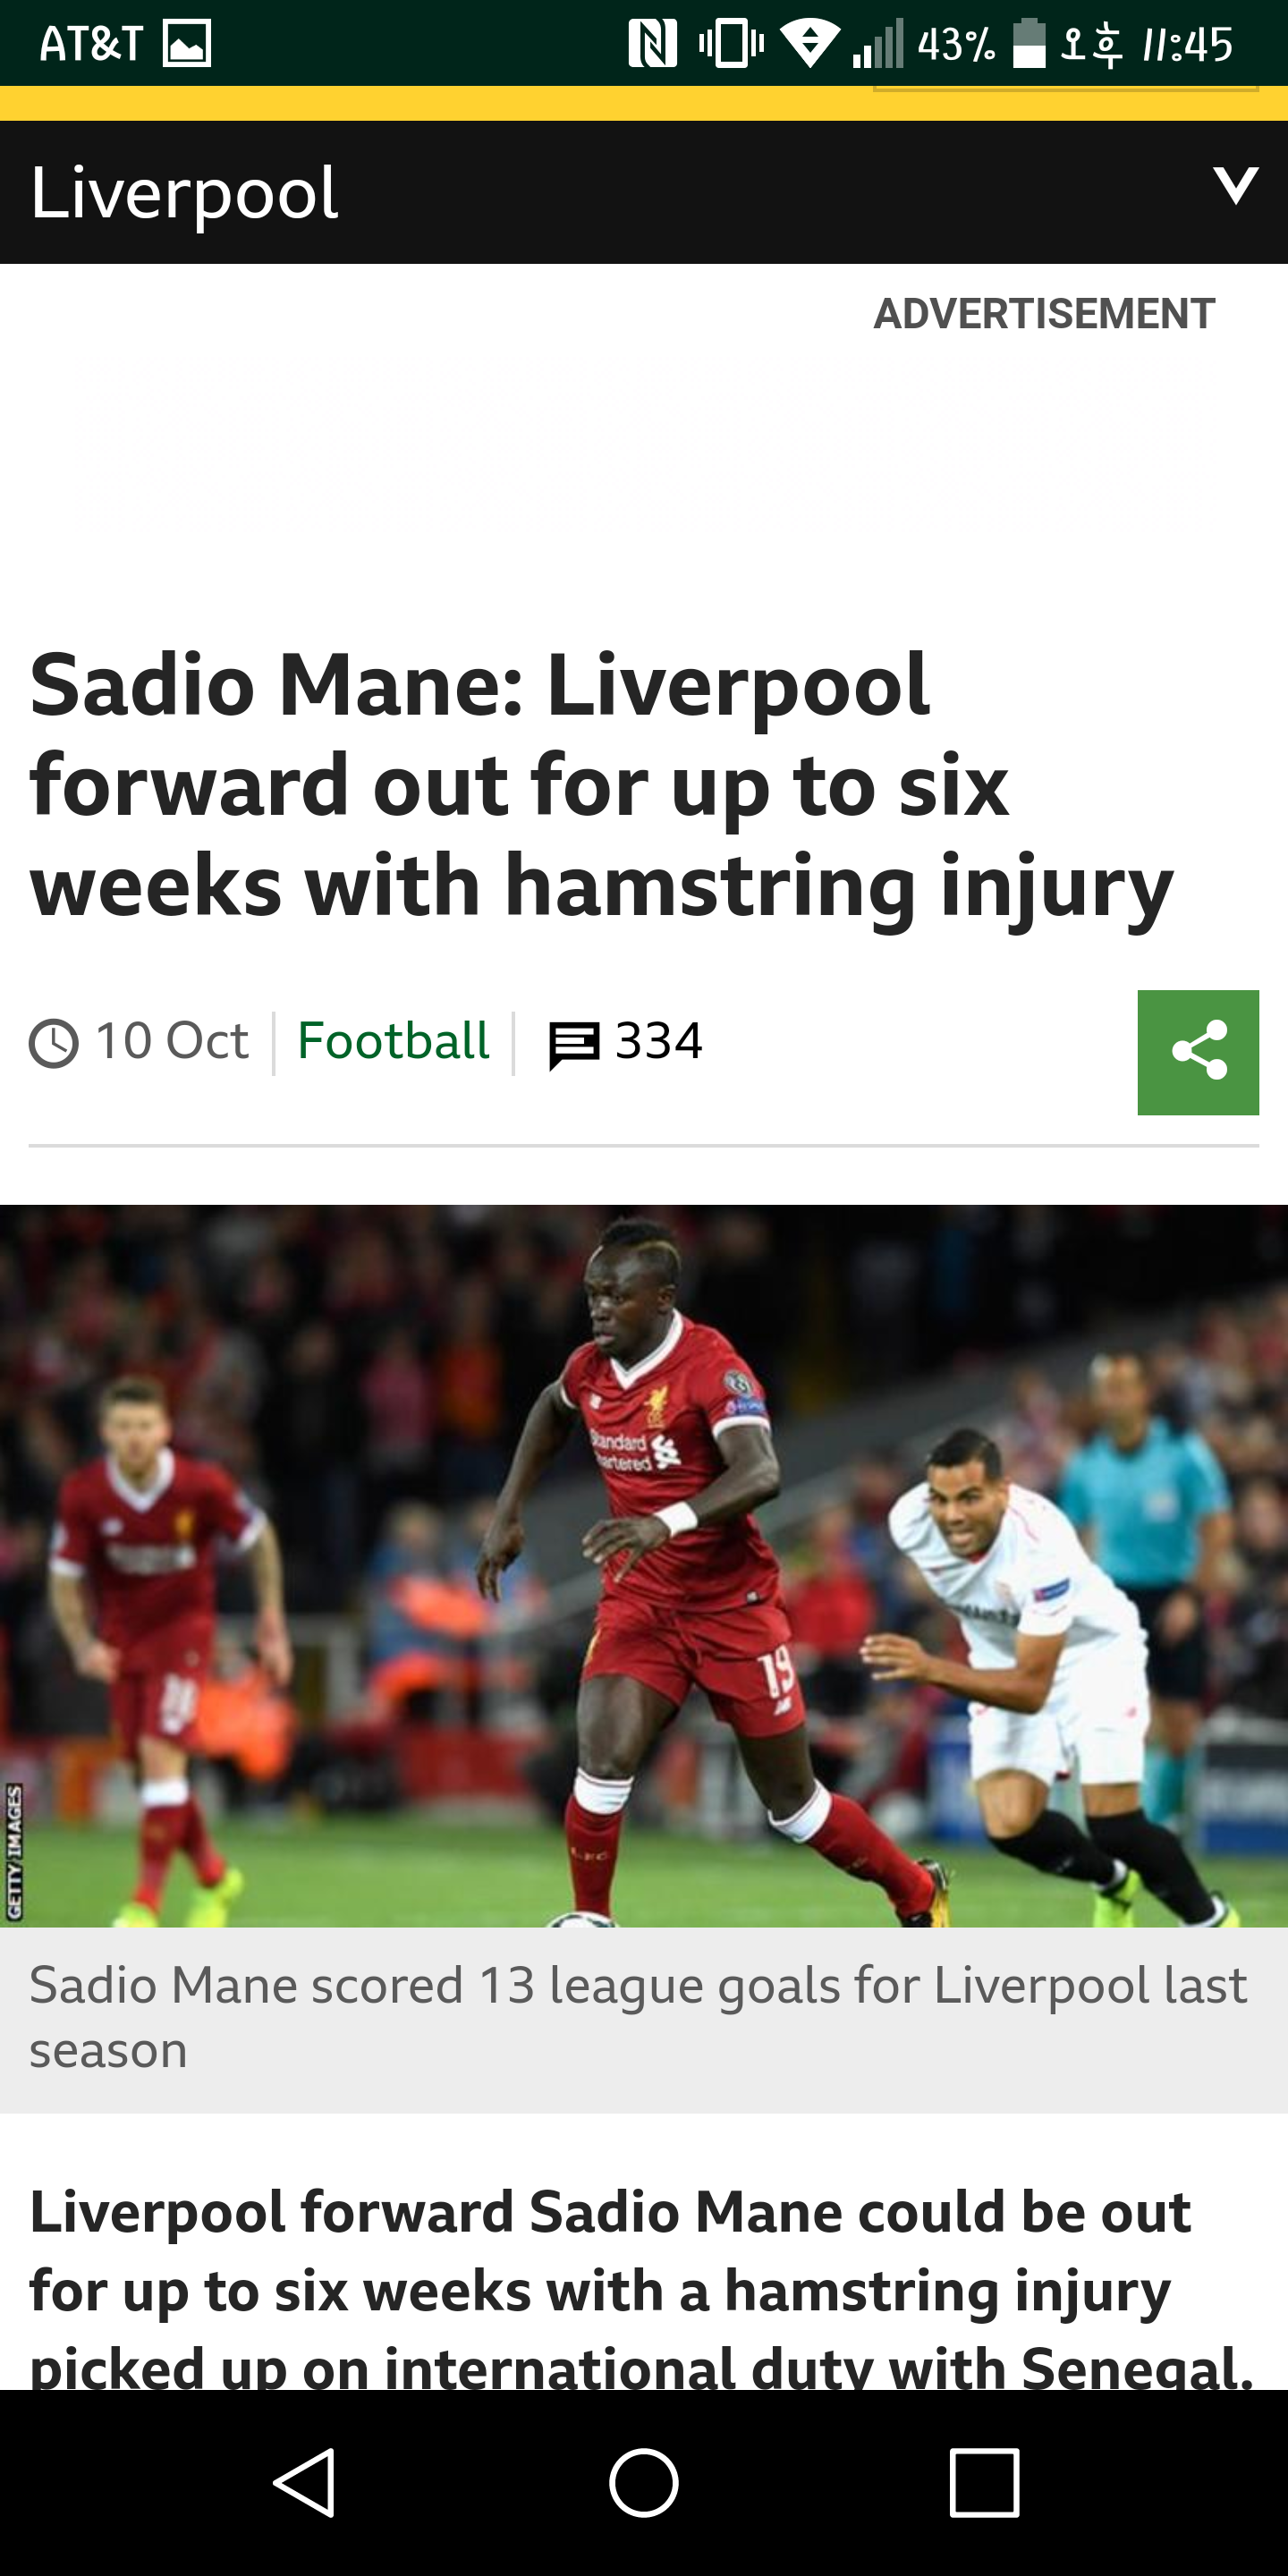 AT&T 43% 오후 11:45
Liverpool
ADVERTISEMENT
Sadio Mane: Liverpool
forward out for up to six
weeks with hamstring injury
10 Oct Football 334
Standard
Chartered
19
GETTY IMAGES
Sadio Mane scored 13 league goals for Liverpool last
season
Liverpool forward Sadio Mane could be out
for up to six weeks with a hamstring injury
picked up on international duty with Senegal.